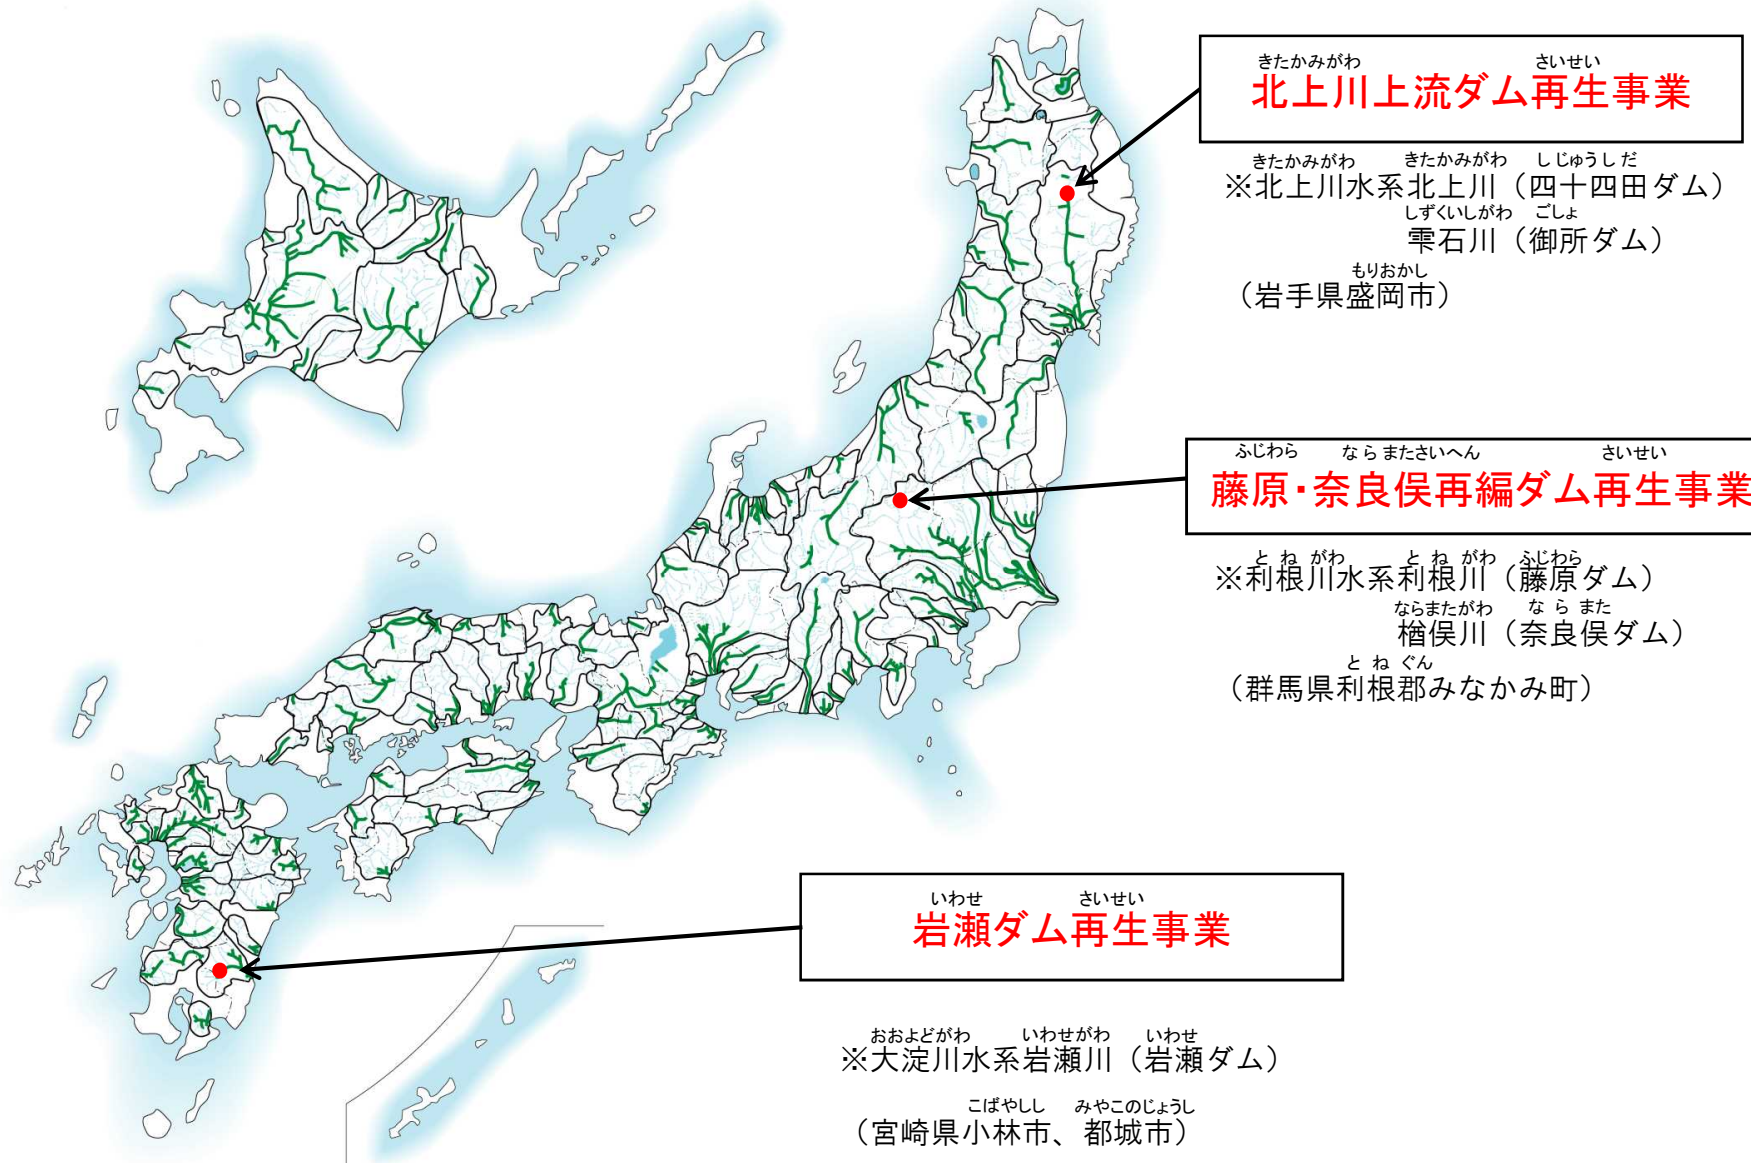 きたかみがわ さいせい
北上川上流ダム再生事業
きたかみがわ きたかみがわ しじゅうしだ
※北上川水系北上川（四十四田ダム）
しずくいしがわ ごしょ
雫石川（御所ダム）
もりおかし
（岩手県盛岡市）
ふじわら ならまたさいへん さいせい
藤原・奈良俣再編ダム再生事業
とねがわ とねがわ ふじわら
※利根川水系利根川（藤原ダム）
ならまたがわ ならまた
楢俣川（奈良俣ダム）
とねぐん
（群馬県利根郡みなかみ町）
いわせ さいせい
岩瀬ダム再生事業
おおよどがわ いわせがわ いわせ
※大淀川水系岩瀬川（岩瀬ダム）
こばやしし みやこのじょうし
（宮崎県小林市、都城市）